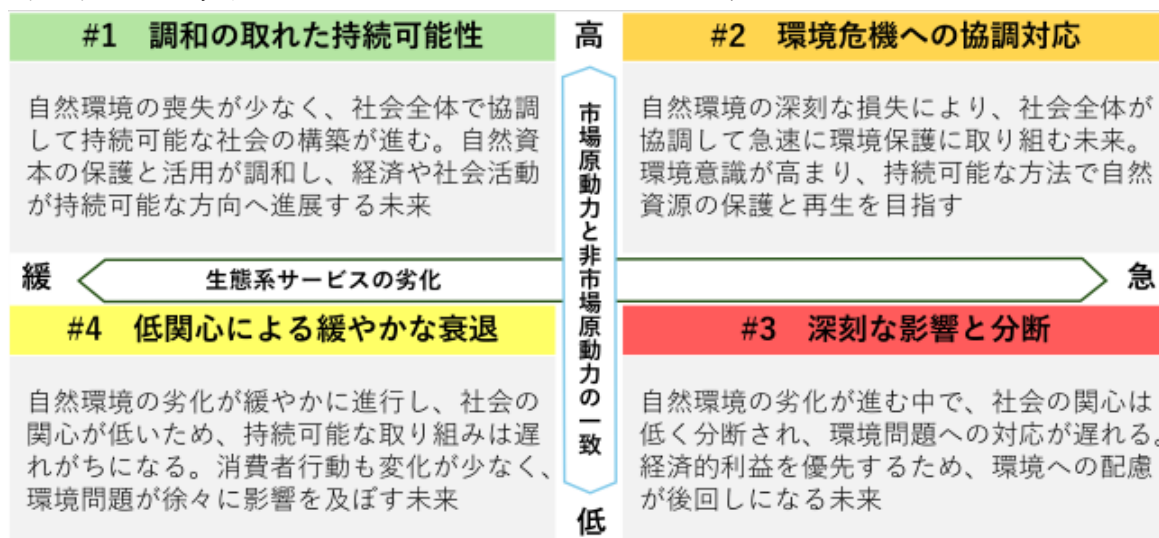 #1 調和の取れた持続可能性
高
#2 環境危機への協調対応
自然環境の喪失が少なく、社会全体で協調
して持続可能な社会の構築が進む。自然資
本の保護と活用が調和し、経済や社会活動
が持続可能な方向へ進展する未来
市場原動力と非市場原動力の一致
自然環境の深刻な損失により、社会全体が
協調して急速に環境保護に取り組む未来。
環境意識が高まり、持続可能な方法で自然
資源の保護と再生を目指す
緩
生態系サービスの劣化
急
#4 低関心による緩やかな衰退
#3 深刻な影響と分断
自然環境の劣化が緩やかに進行し、社会の
関心が低いため、持続可能な取り組みは遅
れがちになる。消費者行動も変化が少なく、
環境問題が徐々に影響を及ぼす未来
自然環境の劣化が進む中で、社会の関心は
低く分断され、環境問題への対応が遅れる。
経済的利益を優先するため、環境への配慮
が後回しになる未来
低